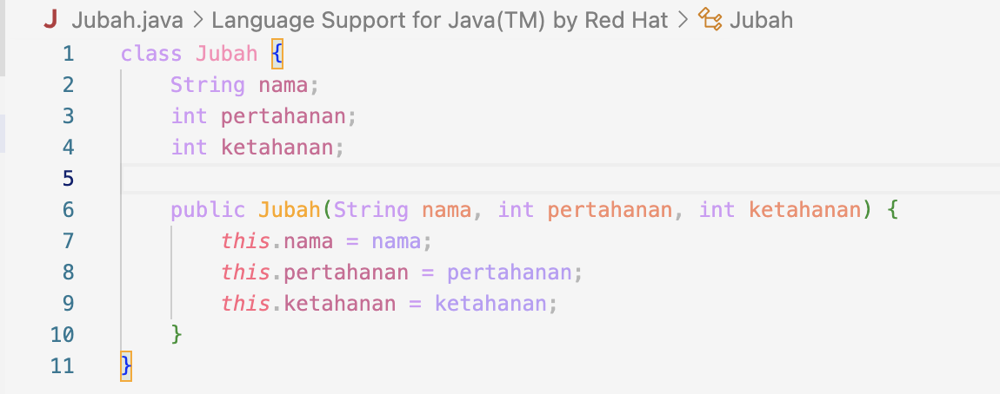 J Jubah.java > Language Support for Java(TM) by Red Hat > Jubah
1 class Jubah {
2     String nama;
3     int pertahanan;
4     int ketahanan;
5
6     public Jubah(String nama, int pertahanan, int ketahanan) {
7         this.nama = nama;
8         this.pertahanan = pertahanan;
9         this.ketahanan = ketahanan;
10     }
11 }